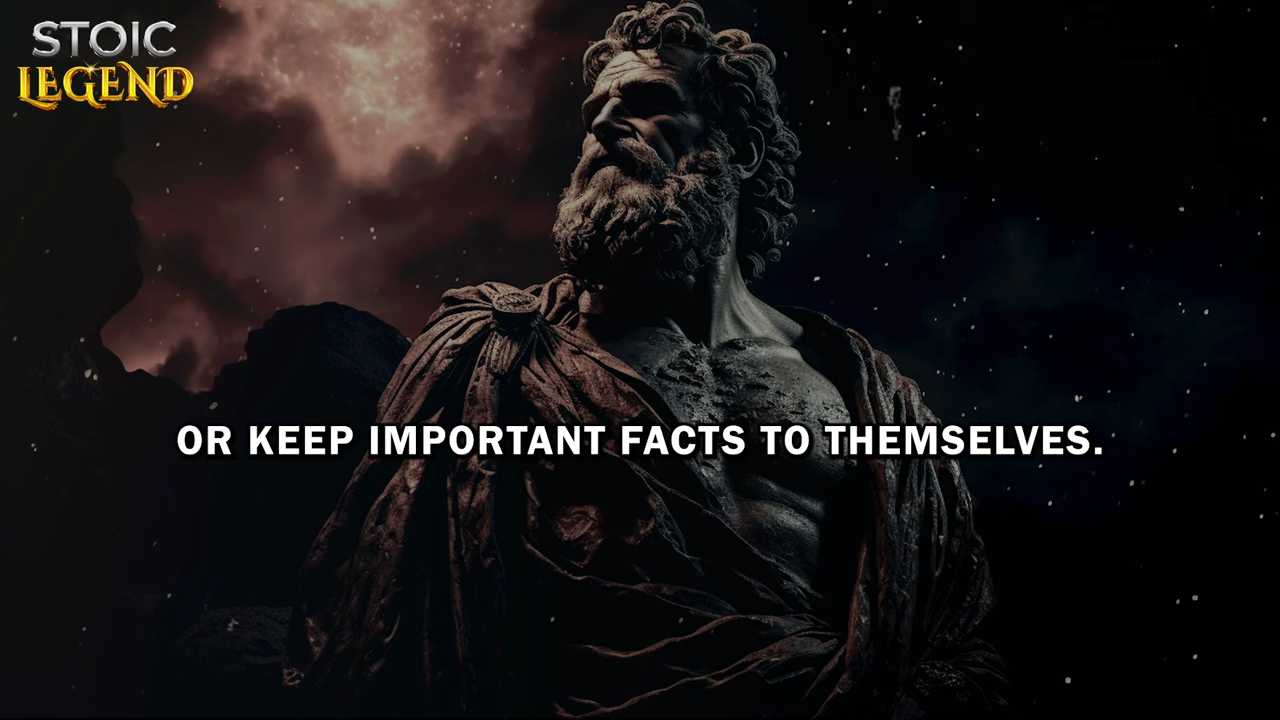 STOIC
LEGEND
OR KEEP IMPORTANT FACTS TO THEMSELVES.